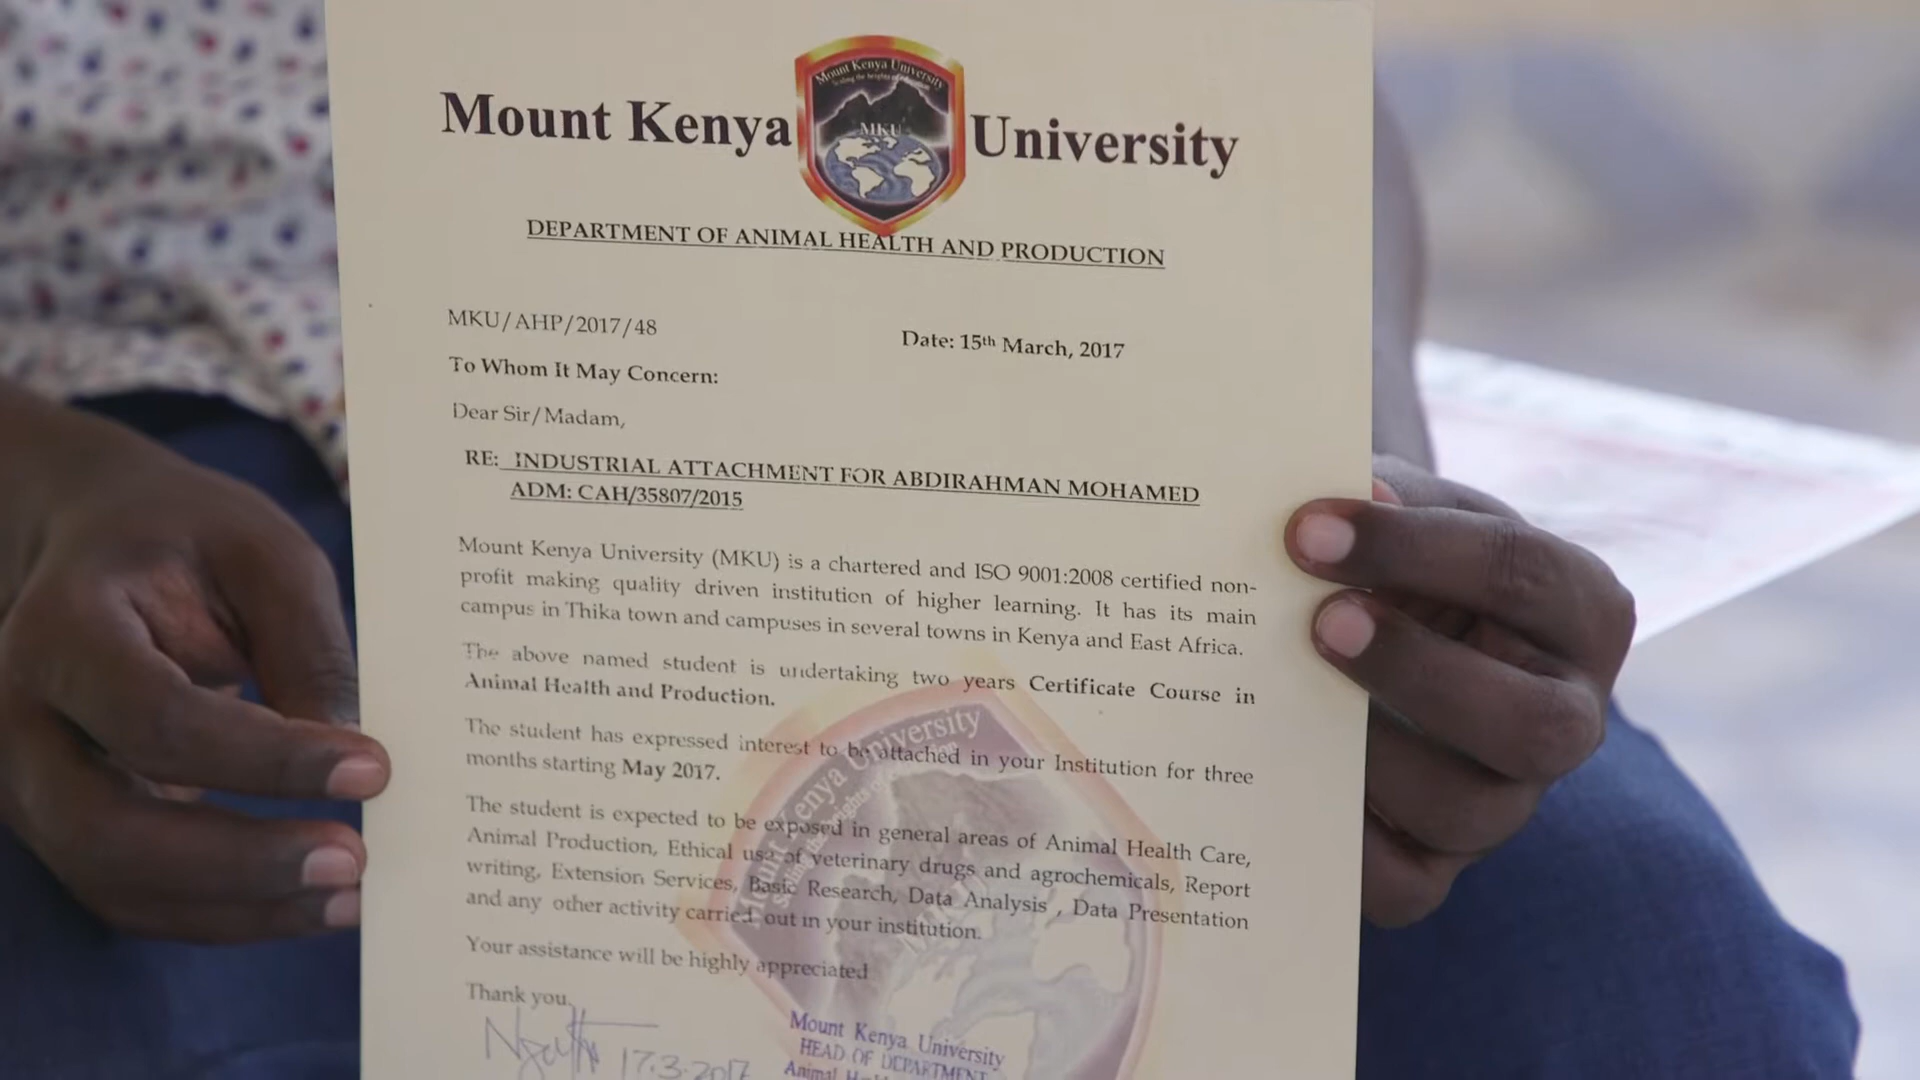 Mount Kenya University
Mount Kenya University
MKU
DEPARTMENT OF ANIMAL HEALTH AND PRODUCTION
MKU/AHP/2017/48
Date: 15th March, 2017
To Whom It May Concern:
Dear Sir/Madam,
RE: INDUSTRIAL ATTACHMENT FOR ABDIRAHMAN MOHAMED
ADM: CAH/35807/2015
Mount Kenya University (MKU) is a chartered and ISO 9001:2008 certified non-
profit making quality driven institution of higher learning. It has its main
campus in Thika town and campuses in several towns in Kenya and East Africa.
The above named student is undertaking two years Certificate Course in
Animal Health and Production.
The student has expressed interest to be attached in your Institution for three
months starting May 2017.
The student is expected to be exposed in general areas of Animal Health Care,
Animal Production, Ethical use of veterinary drugs and agrochemicals, Report
writing, Extension Services, Basic Research, Data Analysis , Data Presentation
and any other activity carried out in your institution.
Your assistance will be highly appreciated
Thank you.
17.3.2017
Mount Kenya University
HEAD OF DEPARTMENT
Animal